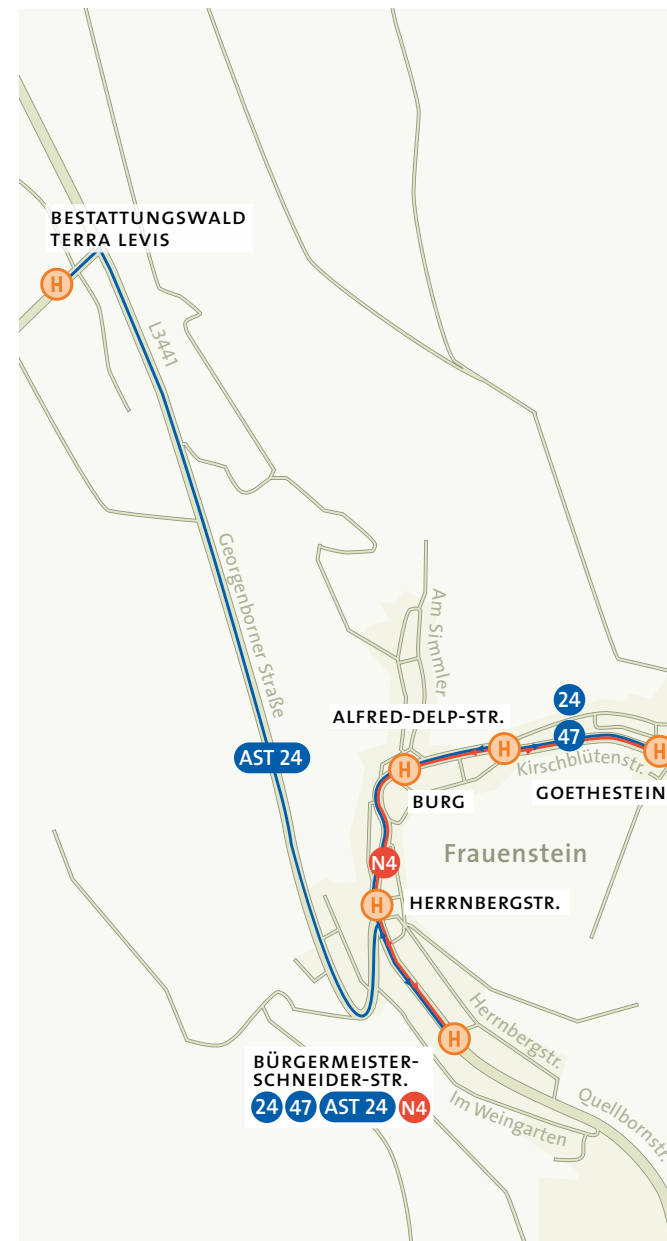 BESTATTUNGSWALD
TERRA LEVIS
H
L3441
Georgenborner Straße
Am Simmler
24
ALFRED-DELP-STR.
47
H
H
Kirschblütenstr.
AST 24
H
BURG
GOETHESTEIN
Frauenstein
N4
H
HERRNBERGSTR.
Herrnbergstr.
H
BÜRGERMEISTER-
SCHNEIDER-STR.
24 47 AST 24 N4
Im Weingarten
Quellbornstr.